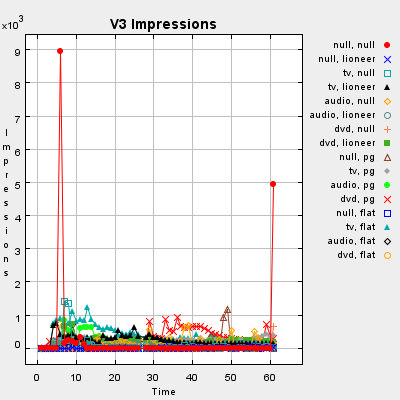 V3 Impressions
x10³
9
8
7
6
5
4
3
2
1
0
Impressions
0
10
20
30
40
50
60
Time
null, null
null, lioneer
tv, null
tv, lioneer
audio, null
audio, lioneer
dvd, null
dvd, lioneer
null, pg
tv, pg
audio, pg
dvd, pg
null, flat
tv, flat
audio, flat
dvd, flat